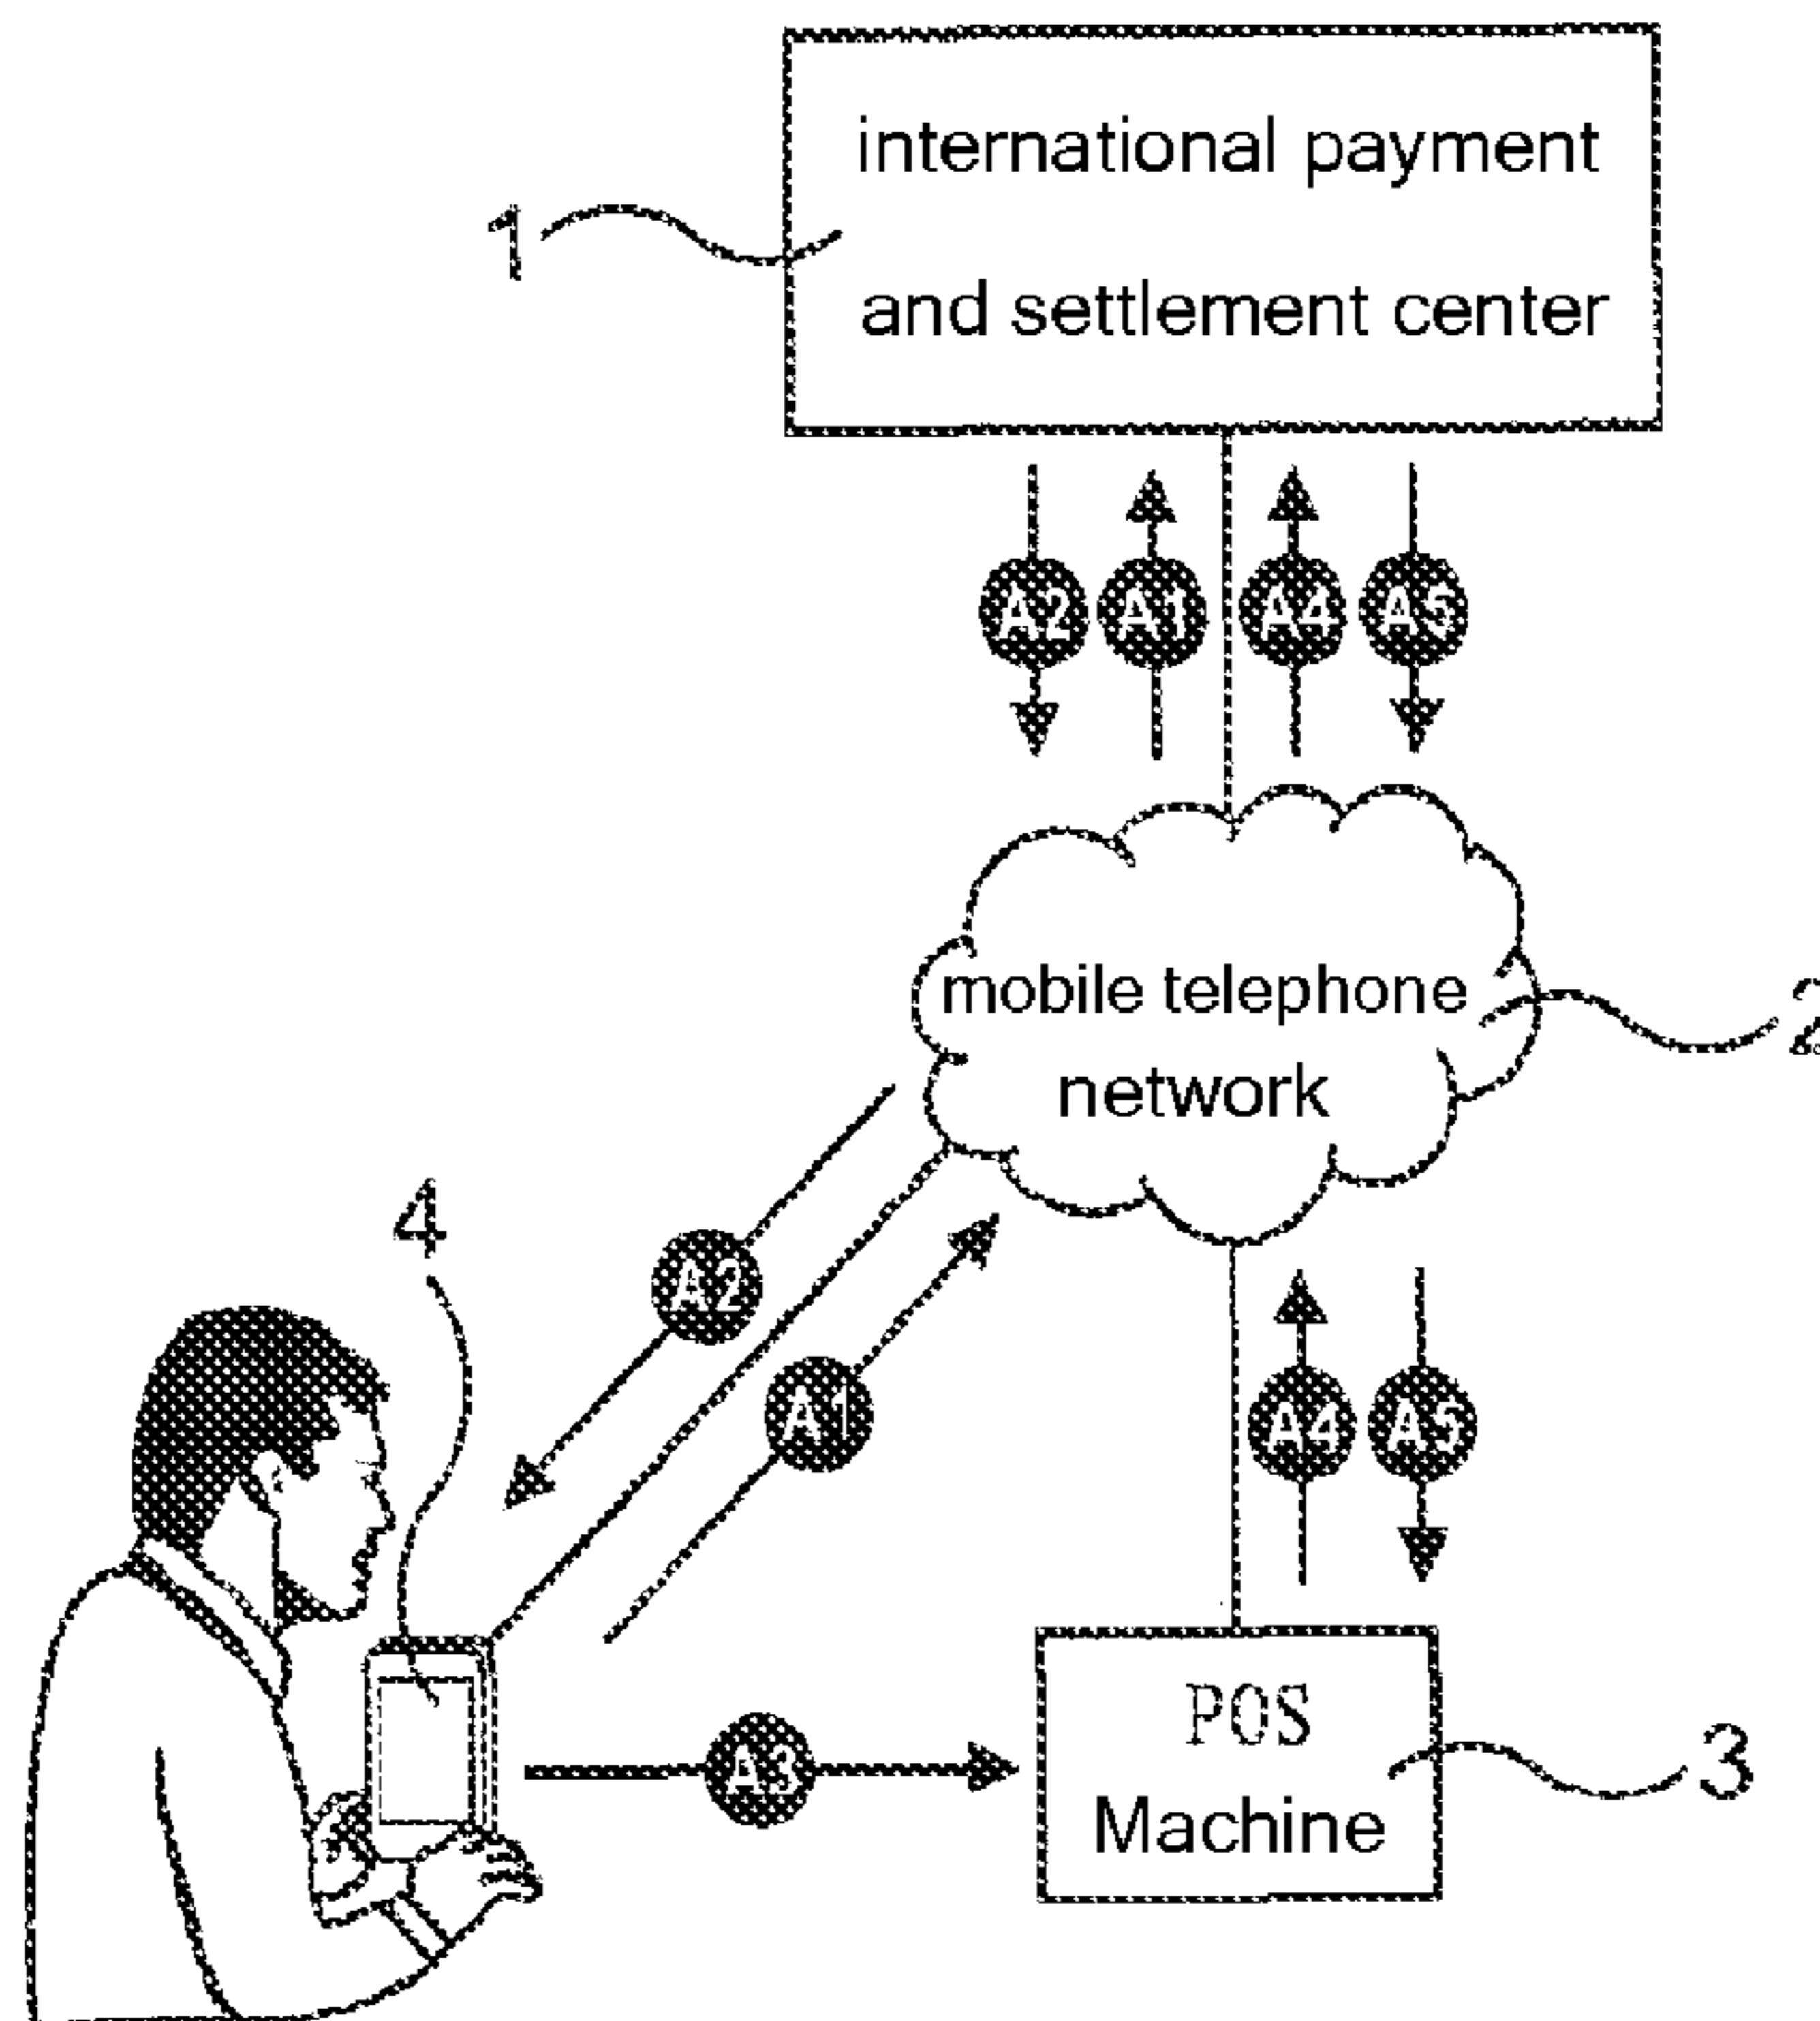 international payment
1
and settlement center
A2 A1 A4 A5
mobile telephone
2
network
4
A2
A1
A4 A5
POS
3
A3
Machine